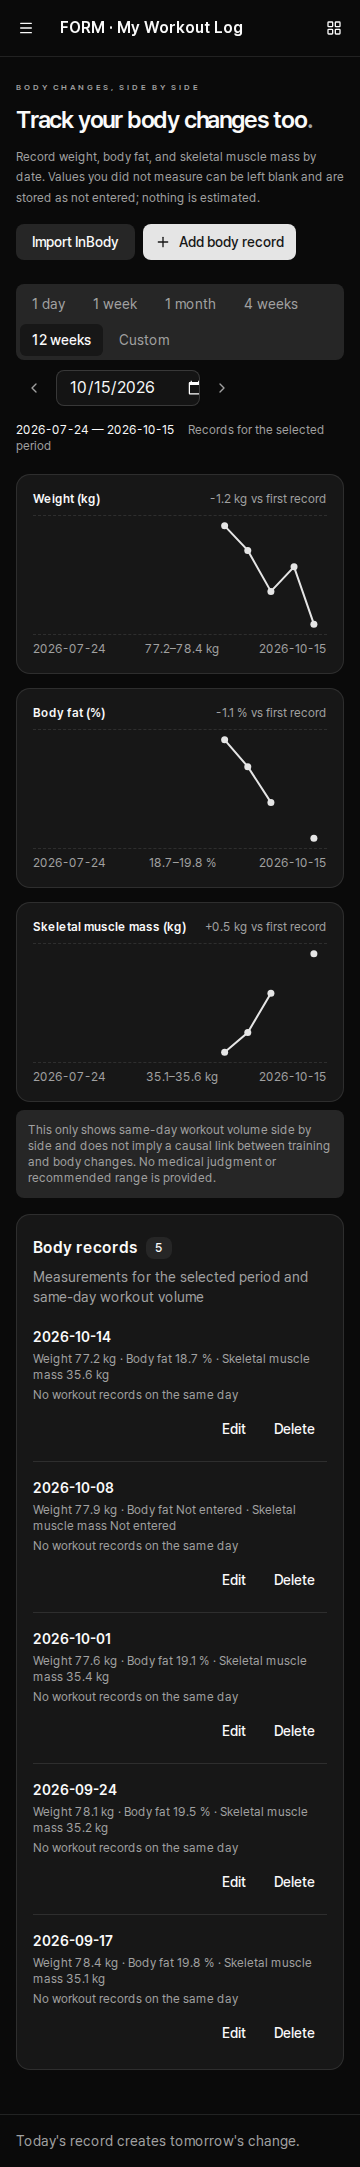 FORM · My Workout Log
BODY CHANGES, SIDE BY SIDE
Track your body changes too.
Record weight, body fat, and skeletal muscle mass by
date. Values you did not measure can be left blank and are
stored as not entered; nothing is estimated.
Import InBody
Add body record
1 day 1 week 1 month 4 weeks
12 weeks Custom
10/15/2026
2026-07-24 — 2026-10-15 Records for the selected
period
Weight (kg) -1.2 kg vs first record
2026-07-24 77.2–78.4 kg 2026-10-15
Body fat (%) -1.1 % vs first record
2026-07-24 18.7–19.8 % 2026-10-15
Skeletal muscle mass (kg) +0.5 kg vs first record
2026-07-24 35.1–35.6 kg 2026-10-15
This only shows same-day workout volume side by
side and does not imply a causal link between training
and body changes. No medical judgment or
recommended range is provided.
Body records 5
Measurements for the selected period and
same-day workout volume
2026-10-14
Weight 77.2 kg · Body fat 18.7 % · Skeletal muscle
mass 35.6 kg
No workout records on the same day
Edit Delete
2026-10-08
Weight 77.9 kg · Body fat Not entered · Skeletal
muscle mass Not entered
No workout records on the same day
Edit Delete
2026-10-01
Weight 77.6 kg · Body fat 19.1 % · Skeletal muscle
mass 35.4 kg
No workout records on the same day
Edit Delete
2026-09-24
Weight 78.1 kg · Body fat 19.5 % · Skeletal muscle
mass 35.2 kg
No workout records on the same day
Edit Delete
2026-09-17
Weight 78.4 kg · Body fat 19.8 % · Skeletal muscle
mass 35.1 kg
No workout records on the same day
Edit Delete
Today's record creates tomorrow's change.